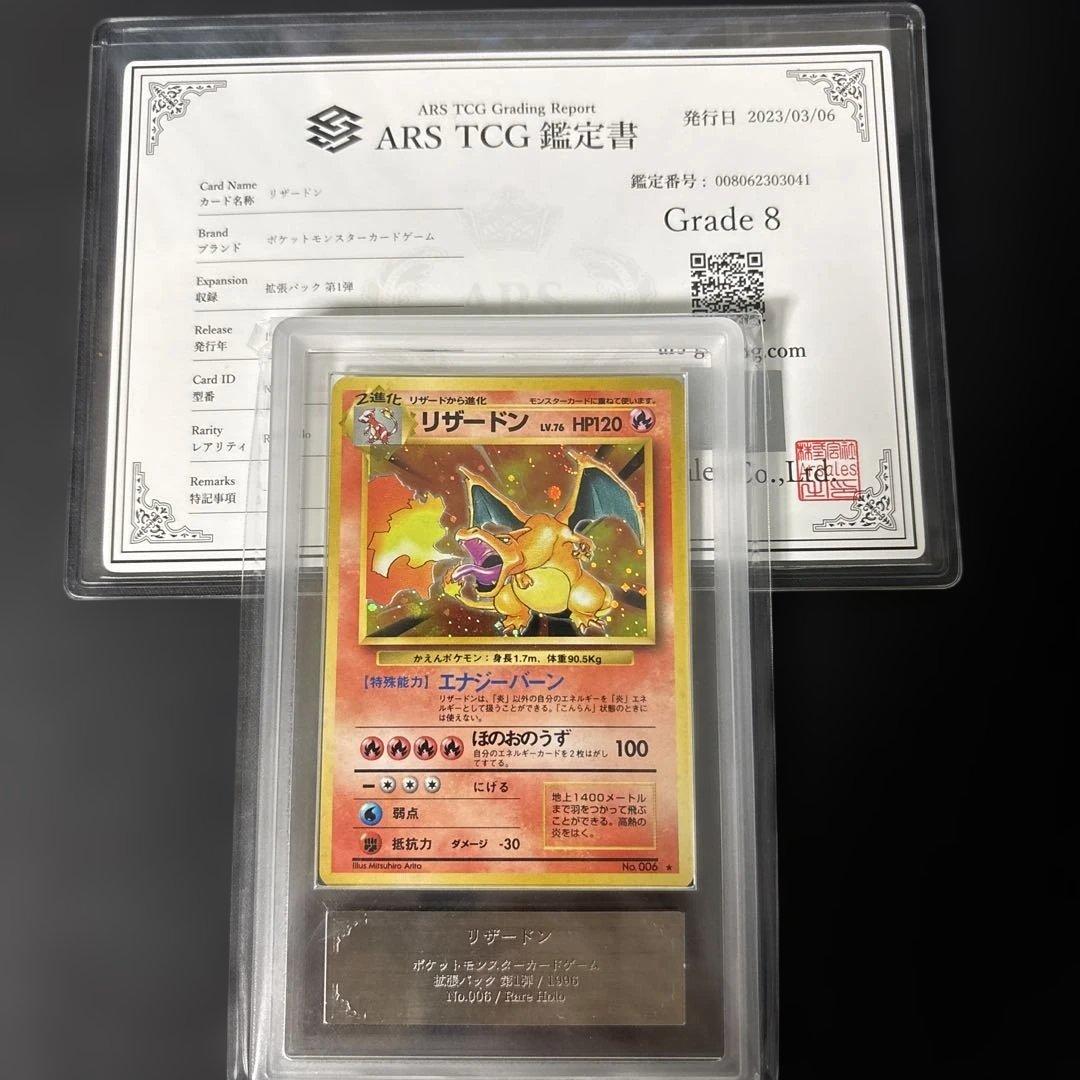 ARS TCG Grading Report
ARS TCG 鑑定書
発行日 2023/03/06
鑑定番号: 008062303041
Grade 8
Card Name
カード名称 リザードン
Brand
ブランド ポケットモンスターカードゲーム
Expansion
収録 拡張パック 第1弾
Release
発行年
Card ID
型番
Rarity
レアリティ
Remarks
特記事項
ARS
Co.,Ltd.
2進化 リザードから進化 モンスターカードに重ねて使います。
リザードン LV.76 HP120
かえんポケモン:身長1.7m、体重90.5Kg
【特殊能力】エナジーバーン
リザードンは、「炎」以外の自分のエネルギーを「炎」エネ
ルギーとして扱うことができる。「こんらん」状態のときに
は使えない。
ほのおのうず 100
自分のエネルギーカードを2枚はがし
てすてる。
にげる
弱点
抵抗力 ダメージ -30
地上1400メートル
まで羽をつかって飛ぶ
ことができる。高熱の
炎をはく。
Illus. Mitsuhiro Arita
No. 006 ★
リザードン
ポケットモンスターカードゲーム
拡張パック 第1弾 / 1996
No.006 / Rare Holo